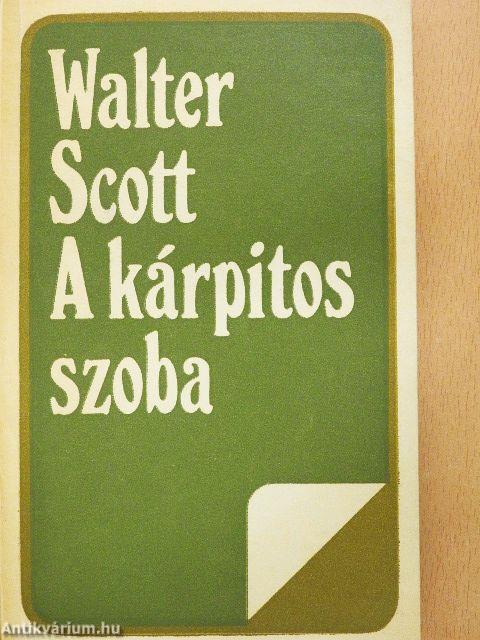 Walter
Scott
A kárpitos
szoba
Antikvárium.hu